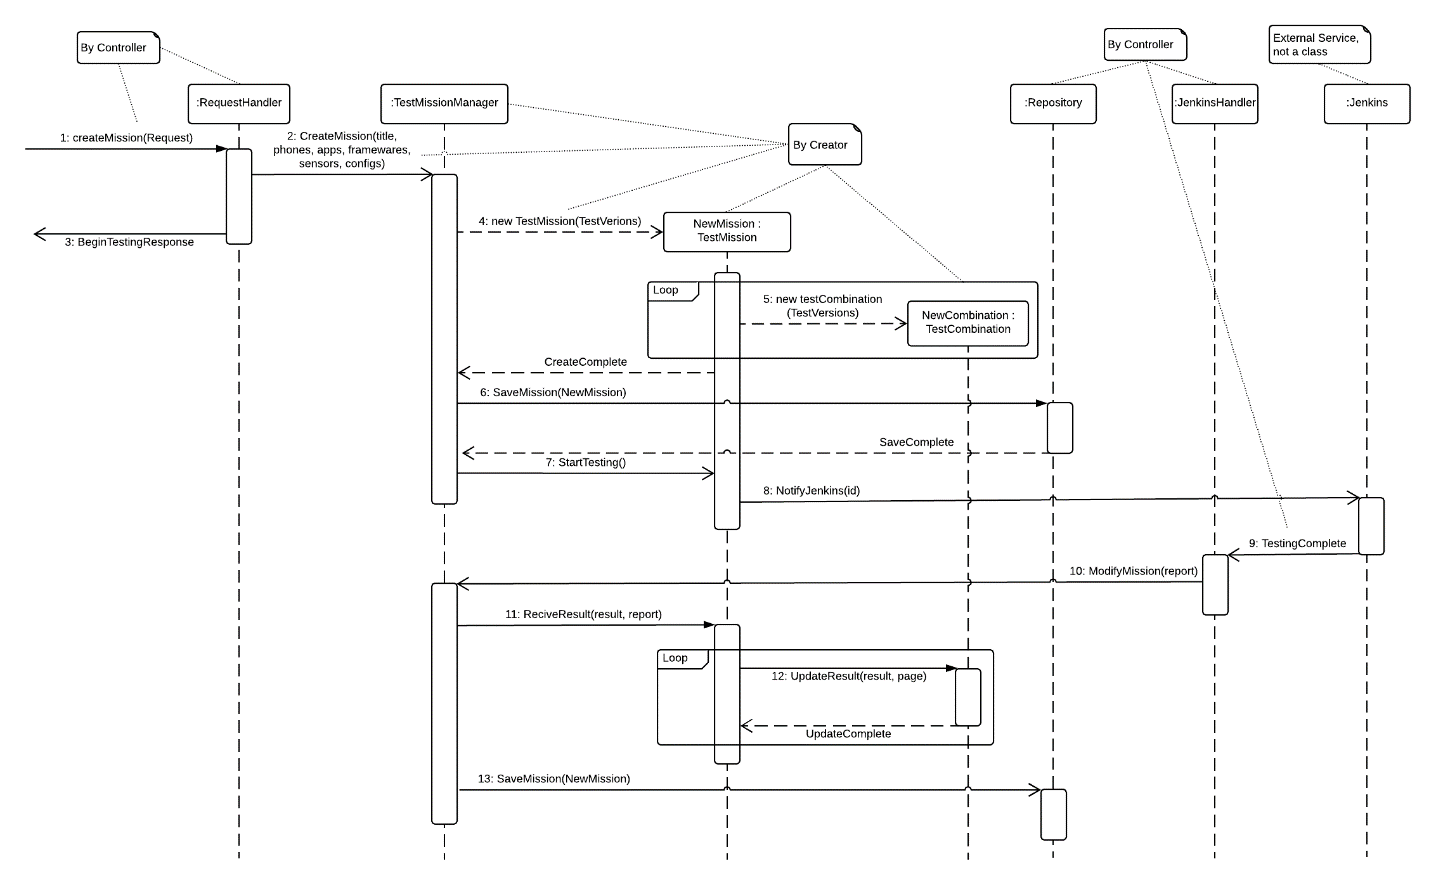 By Controller
By Controller
External Service,
not a class
:RequestHandler
:TestMissionManager
:Repository
:JenkinsHandler
:Jenkins
1: createMission(Request)
2: CreateMission(title,
phones, apps, framewares,
sensors, configs)
By Creator
3: BeginTestingResponse
4: new TestMission(TestVerions)
NewMission :
TestMission
Loop
5: new testCombination
(TestVersions)
NewCombination :
TestCombination
CreateComplete
6: SaveMission(NewMission)
SaveComplete
7: StartTesting()
8: NotifyJenkins(id)
9: TestingComplete
10: ModifyMission(report)
11: ReciveResult(result, report)
Loop
12: UpdateResult(result, page)
UpdateComplete
13: SaveMission(NewMission)